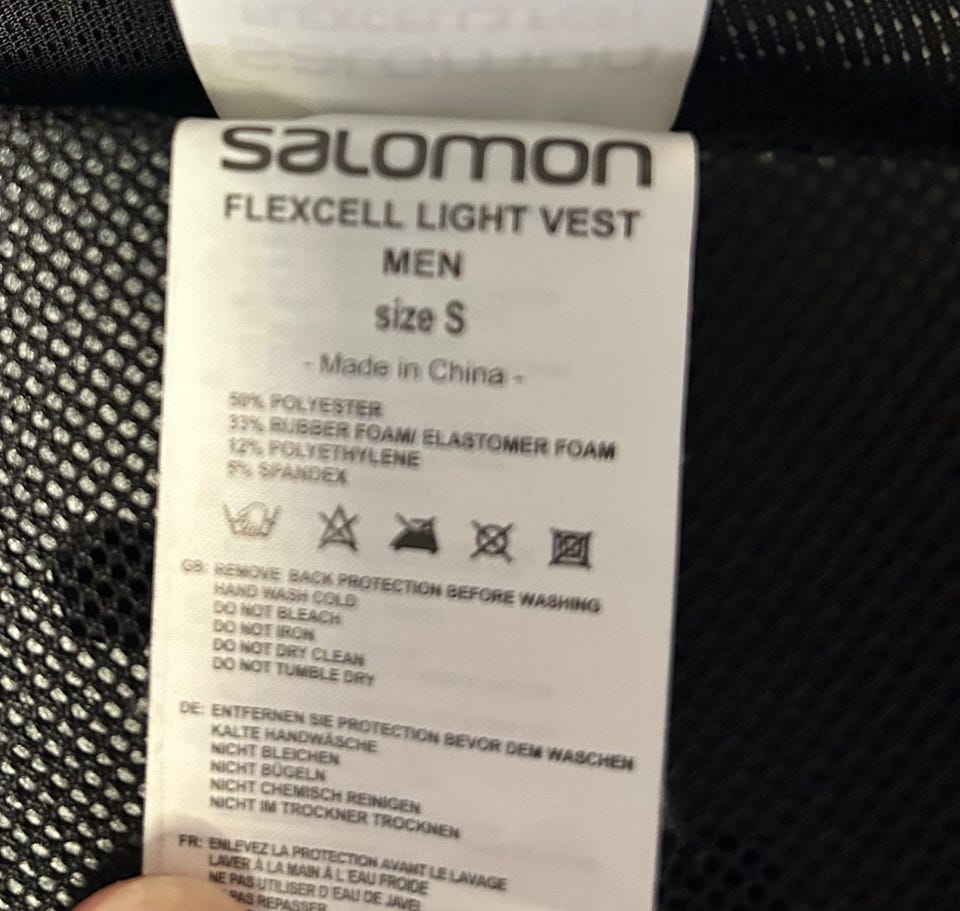 salomon
FLEXCELL LIGHT VEST
MEN
size S
- Made in China -
50% POLYESTER
33% RUBBER FOAM/ ELASTOMER FOAM
12% POLYETHYLENE
5% SPANDEX
GB: REMOVE BACK PROTECTION BEFORE WASHING
HAND WASH COLD
DO NOT BLEACH
DO NOT IRON
DO NOT DRY CLEAN
DO NOT TUMBLE DRY
DE: ENTFERNEN SIE PROTECTION BEVOR DEM WASCHEN
KALTE HANDWÄSCHE
NICHT BLEICHEN
NICHT BÜGELN
NICHT CHEMISCH REINIGEN
NICHT IM TROCKNER TROCKNEN
FR: ENLEVEZ LA PROTECTION AVANT LE LAVAGE
LAVER À LA MAIN À L'EAU FROIDE
NE PAS UTILISER D'EAU DE JAVEL
PAS REPASSER